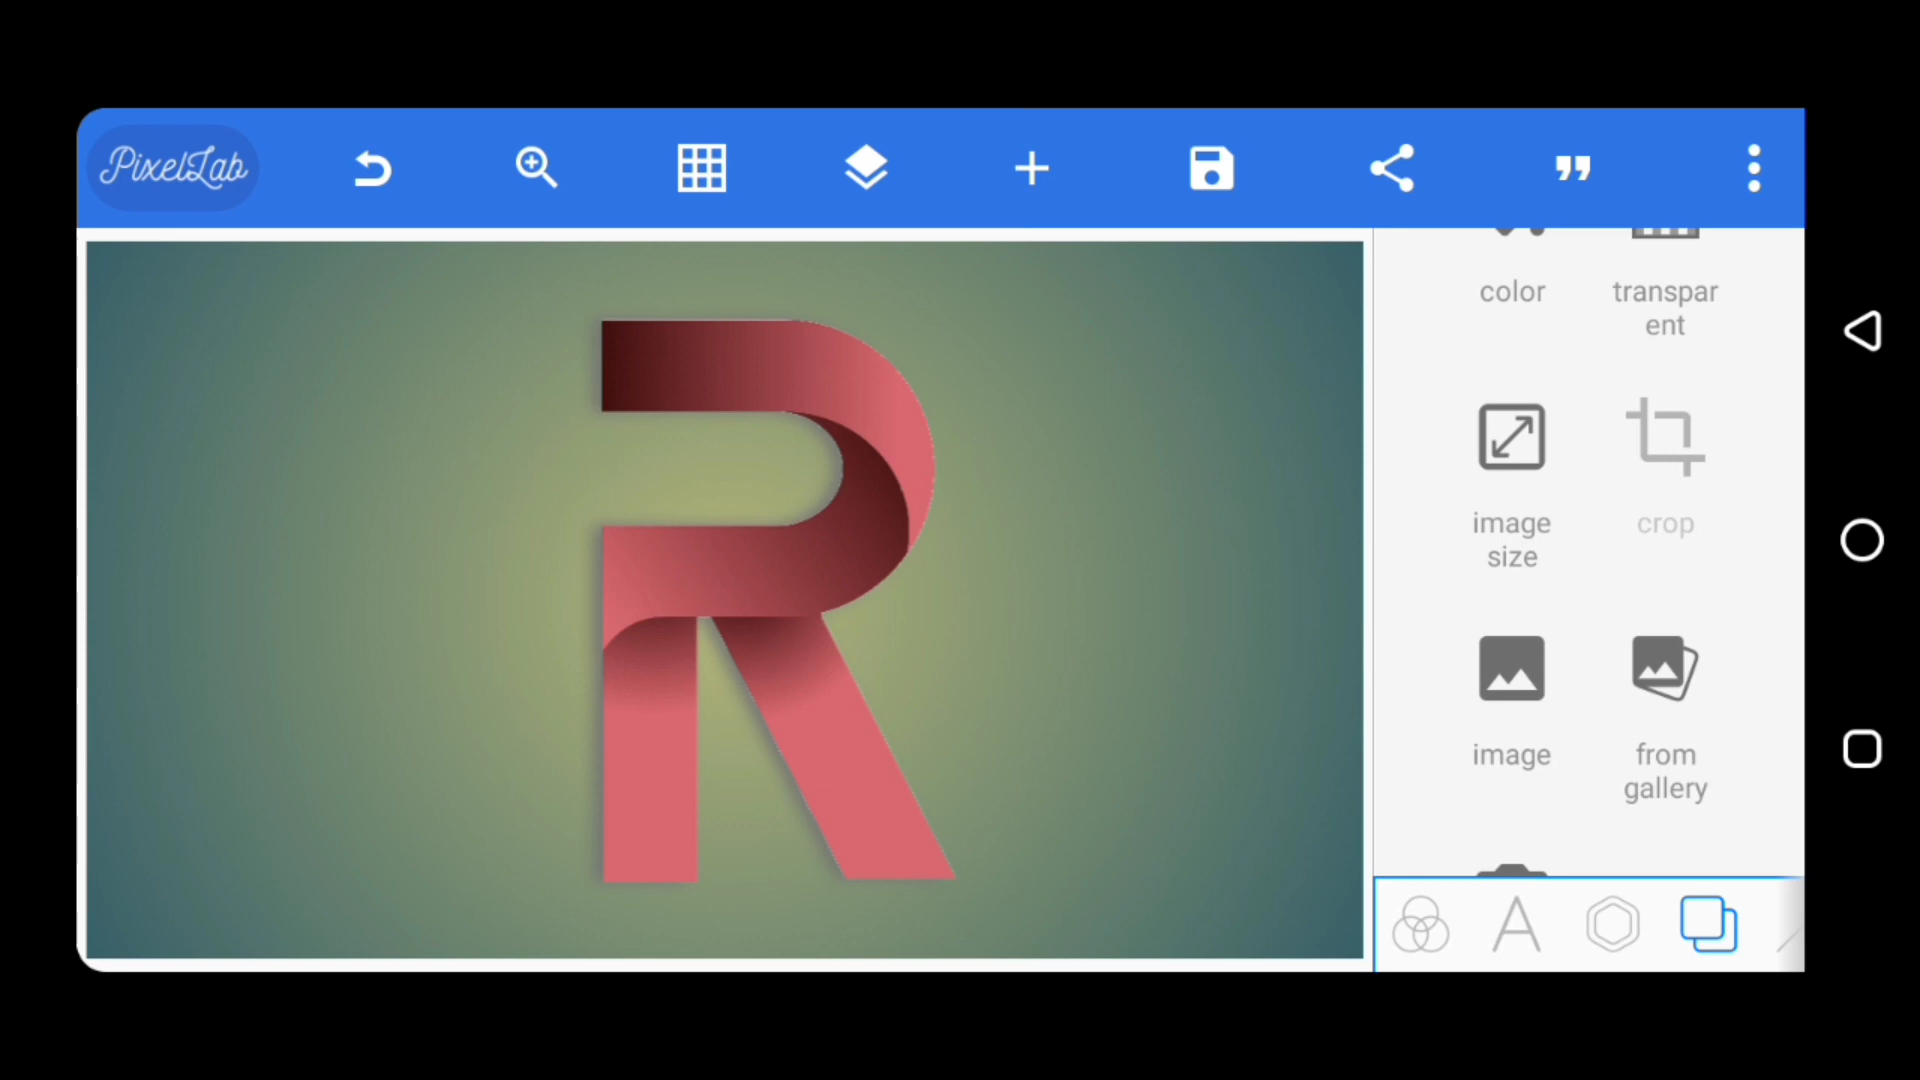 PixelLab
color
transpar
ent
image
size
crop
image
from
gallery
R